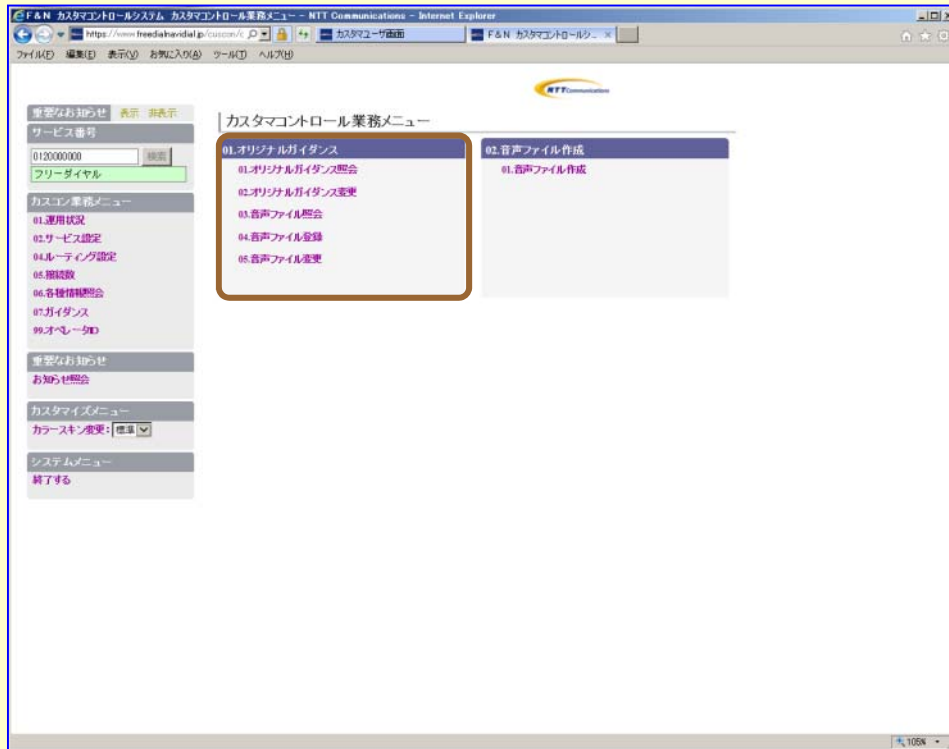 F&N カスタマコントロールシステム カスタマコントロール業務メニュー - NTT Communications - Internet Explorer
https://www.freedialnavidial.jp/cuscon/c
カスタマユーザ画面
F&N カスタマコントロールシ...
ファイル(F) 編集(E) 表示(V) お気に入り(A) ツール(T) ヘルプ(H)
NTT Communications
重要なお知らせ 表示 非表示
カスタマコントロール業務メニュー
サービス番号
0120000000 検索
フリーダイヤル
カスコン業務メニュー
01.運用状況
02.サービス設定
04.ルーティング設定
05.接続数
06.各種情報照会
07.ガイダンス
99.オペレータID
重要なお知らせ
お知らせ照会
カスタマイズメニュー
カラースキン変更: 標準
システムメニュー
終了する
01.オリジナルガイダンス
01.オリジナルガイダンス照会
02.オリジナルガイダンス変更
03.音声ファイル照会
04.音声ファイル登録
05.音声ファイル変更
02.音声ファイル作成
01.音声ファイル作成
105%